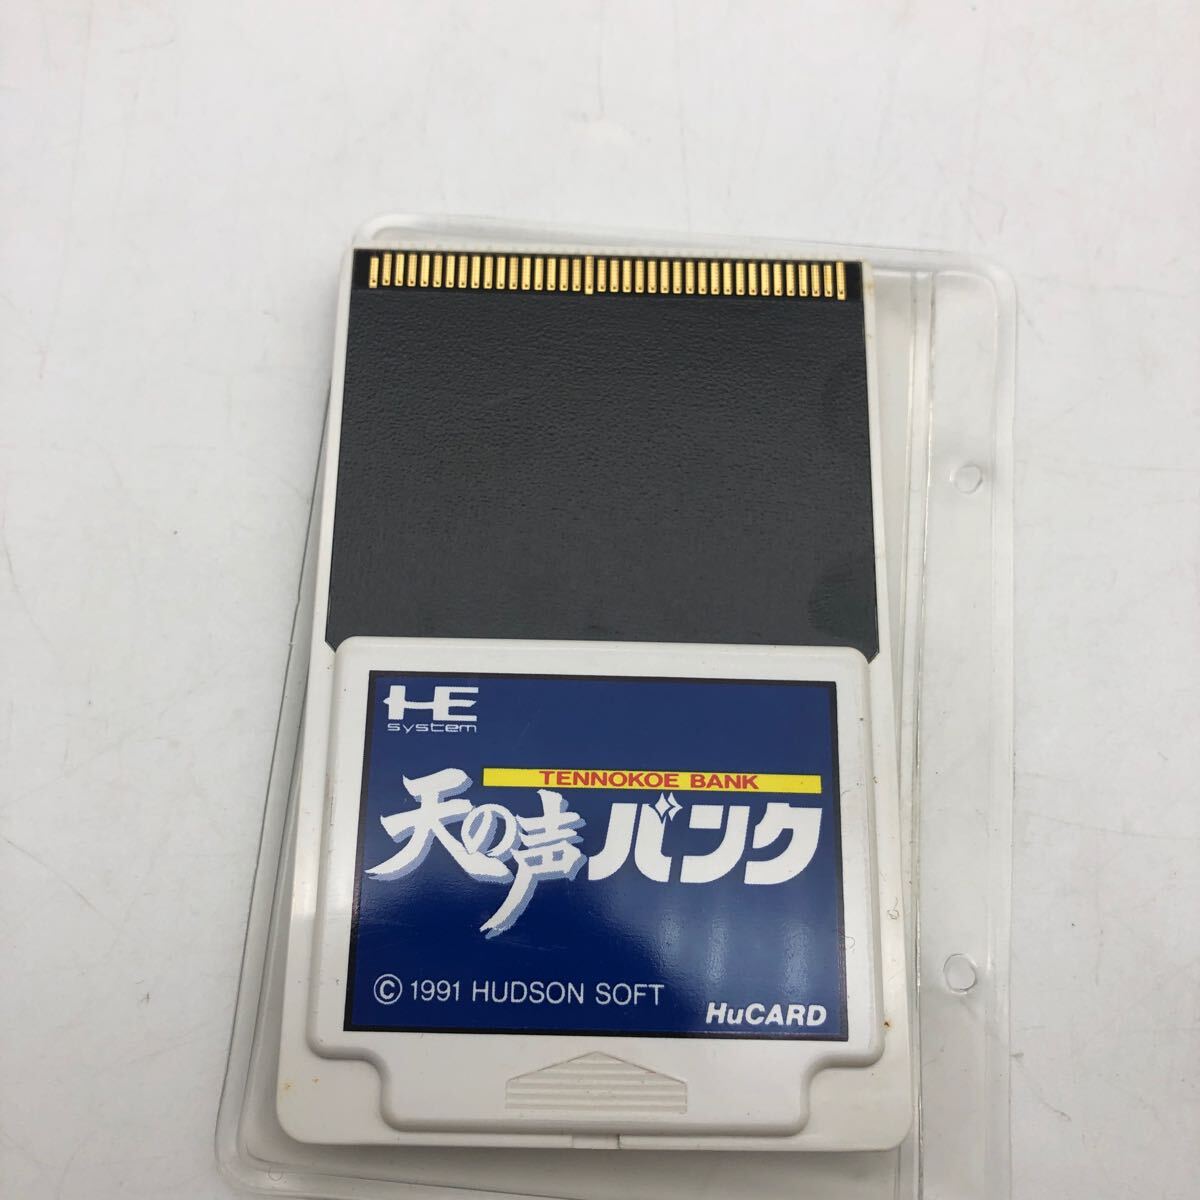 HE
system
TENNOKOE BANK
天の声バンク
© 1991 HUDSON SOFT
HuCARD